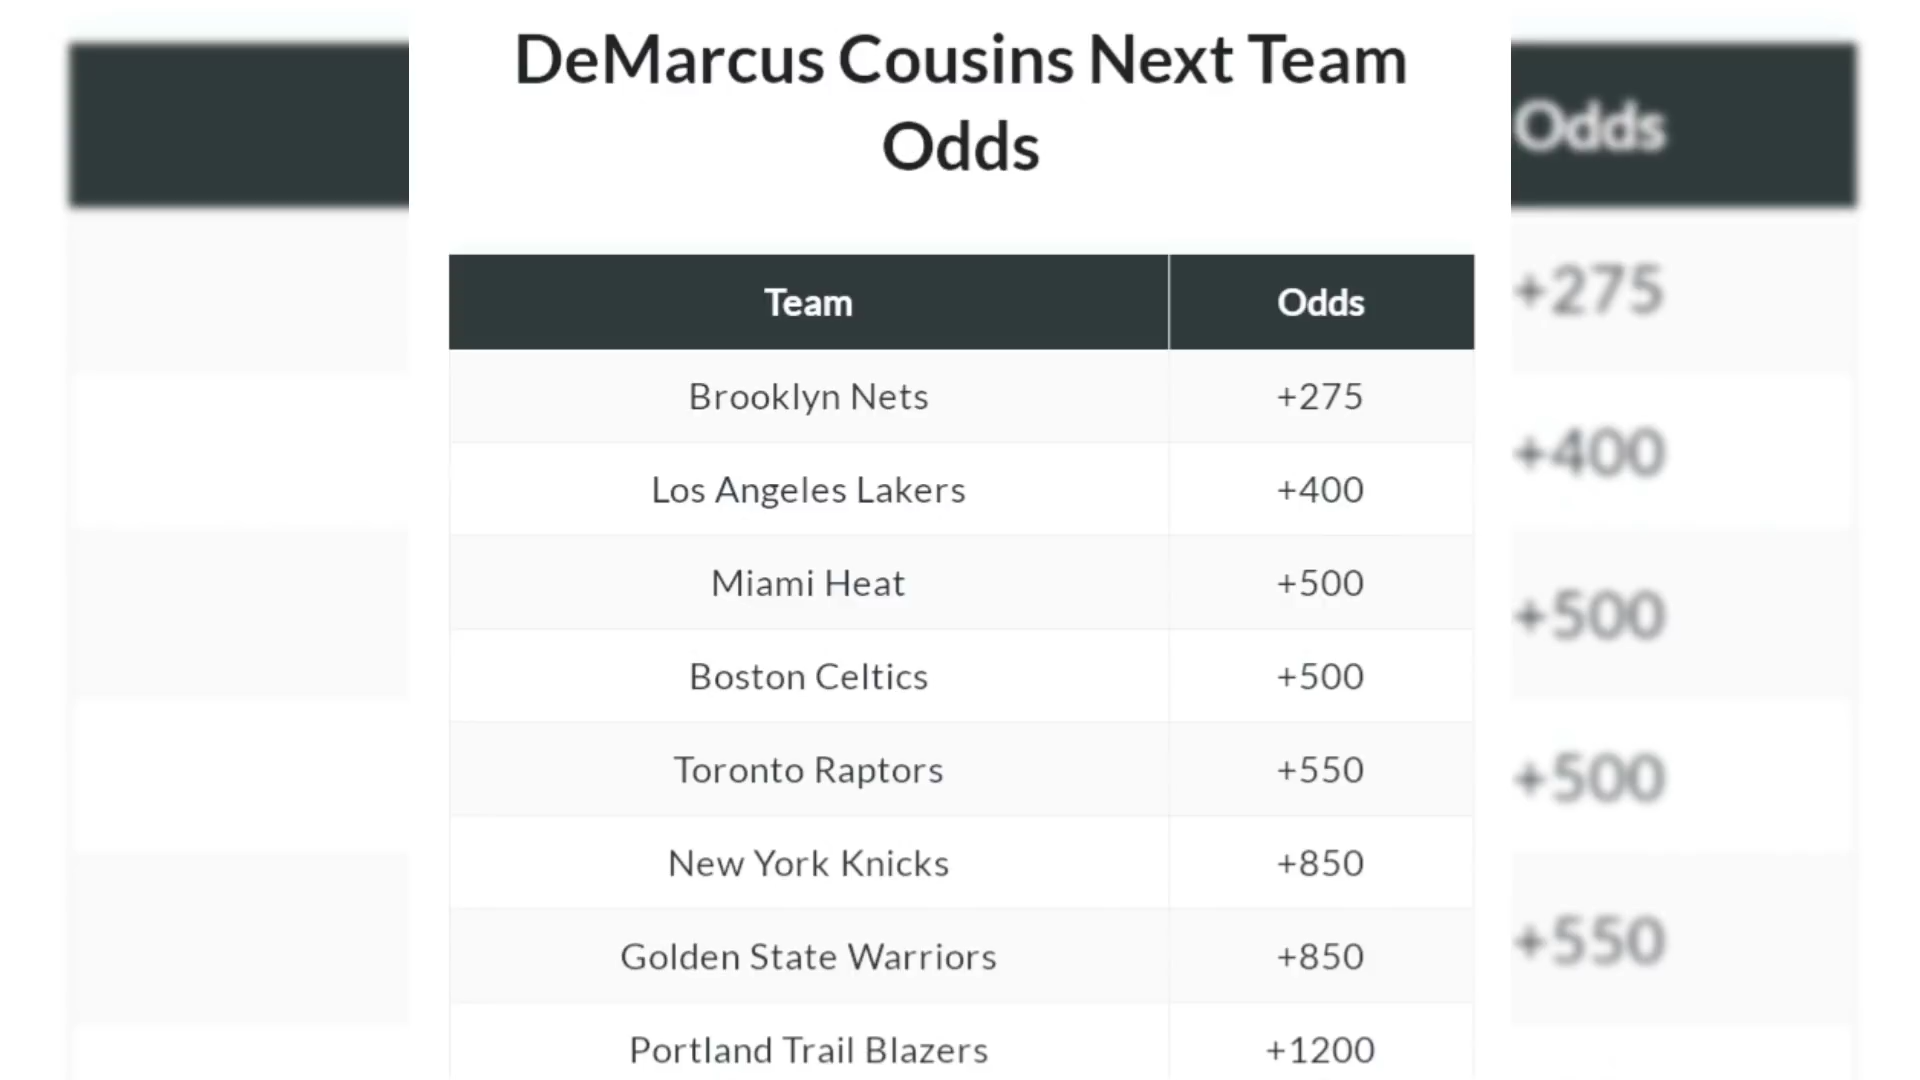 DeMarcus Cousins Next Team
Odds
Team Odds
Brooklyn Nets +275
Los Angeles Lakers +400
Miami Heat +500
Boston Celtics +500
Toronto Raptors +550
New York Knicks +850
Golden State Warriors +850
Portland Trail Blazers +1200
Odds
+275
+400
+500
+500
+550